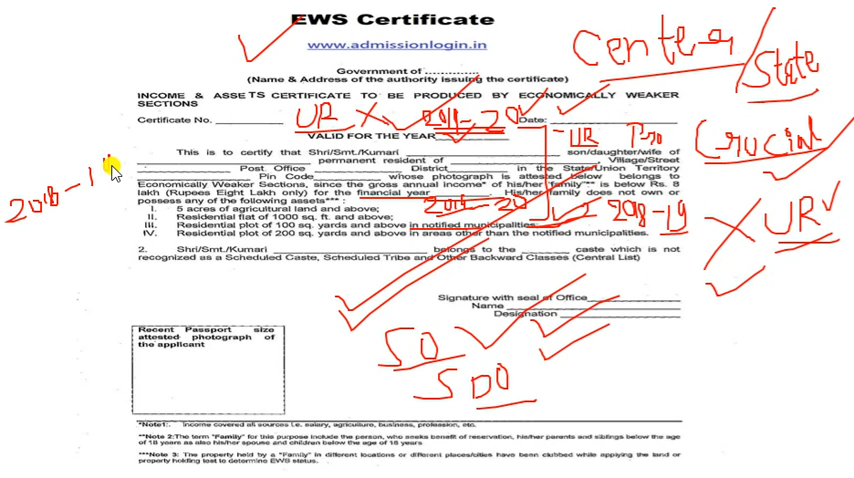 EWS Certificate
www.admissionlogin.in
Center/
State
Government of ..................
(Name & Address of the authority issuing the certificate)
INCOME & ASSETS CERTIFICATE TO BE PRODUCED BY ECONOMICALLY WEAKER
SECTIONS
Certificate No. UR X 2019-20 Date:
VALID FOR THE YEAR
UR
Crucial
This is to certify that Shri/Smt./Kumari son/daughter/wife of
permanent resident of Village/Street
Post Office District in the State/Union Territory
Pin Code whose photograph is attested below belongs to
Economically Weaker Sections, since the gross annual income* of his/her "family"** is below Rs. 8
lakh (Rupees Eight Lakh only) for the financial year His/her family does not own or
possess any of the following assets*** :
2018-1
2019-20
2018-19
UR
I. 5 acres of agricultural land and above;
II. Residential flat of 1000 sq. ft. and above;
III. Residential plot of 100 sq. yards and above in notified municipalities;
IV. Residential plot of 200 sq. yards and above in areas other than the notified municipalities.
2. Shri/Smt./Kumari belongs to the caste which is not
recognized as a Scheduled Caste, Scheduled Tribe and Other Backward Classes (Central List)
Signature with seal of Office
Name
Designation
SO
SDO
Recent Passport size
attested photograph of
the applicant
*Note1: Income covered all sources i.e. salary, agriculture, business, profession, etc.
**Note 2:The term "Family" for this purpose include the person, who seeks benefit of reservation, his/her parents and siblings below the age
of 18 years as also his/her spouse and children below the age of 18 years
***Note 3: The property held by a "Family" in different locations or different places/cities have been clubbed while applying the land or
property holding test to determine EWS status.